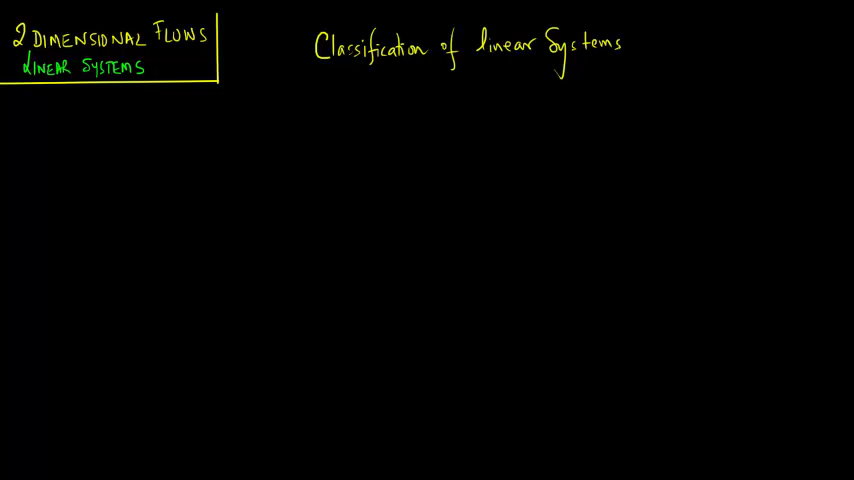 2 DIMENSIONAL FLOWS
LINEAR SYSTEMS
Classification of linear Systems